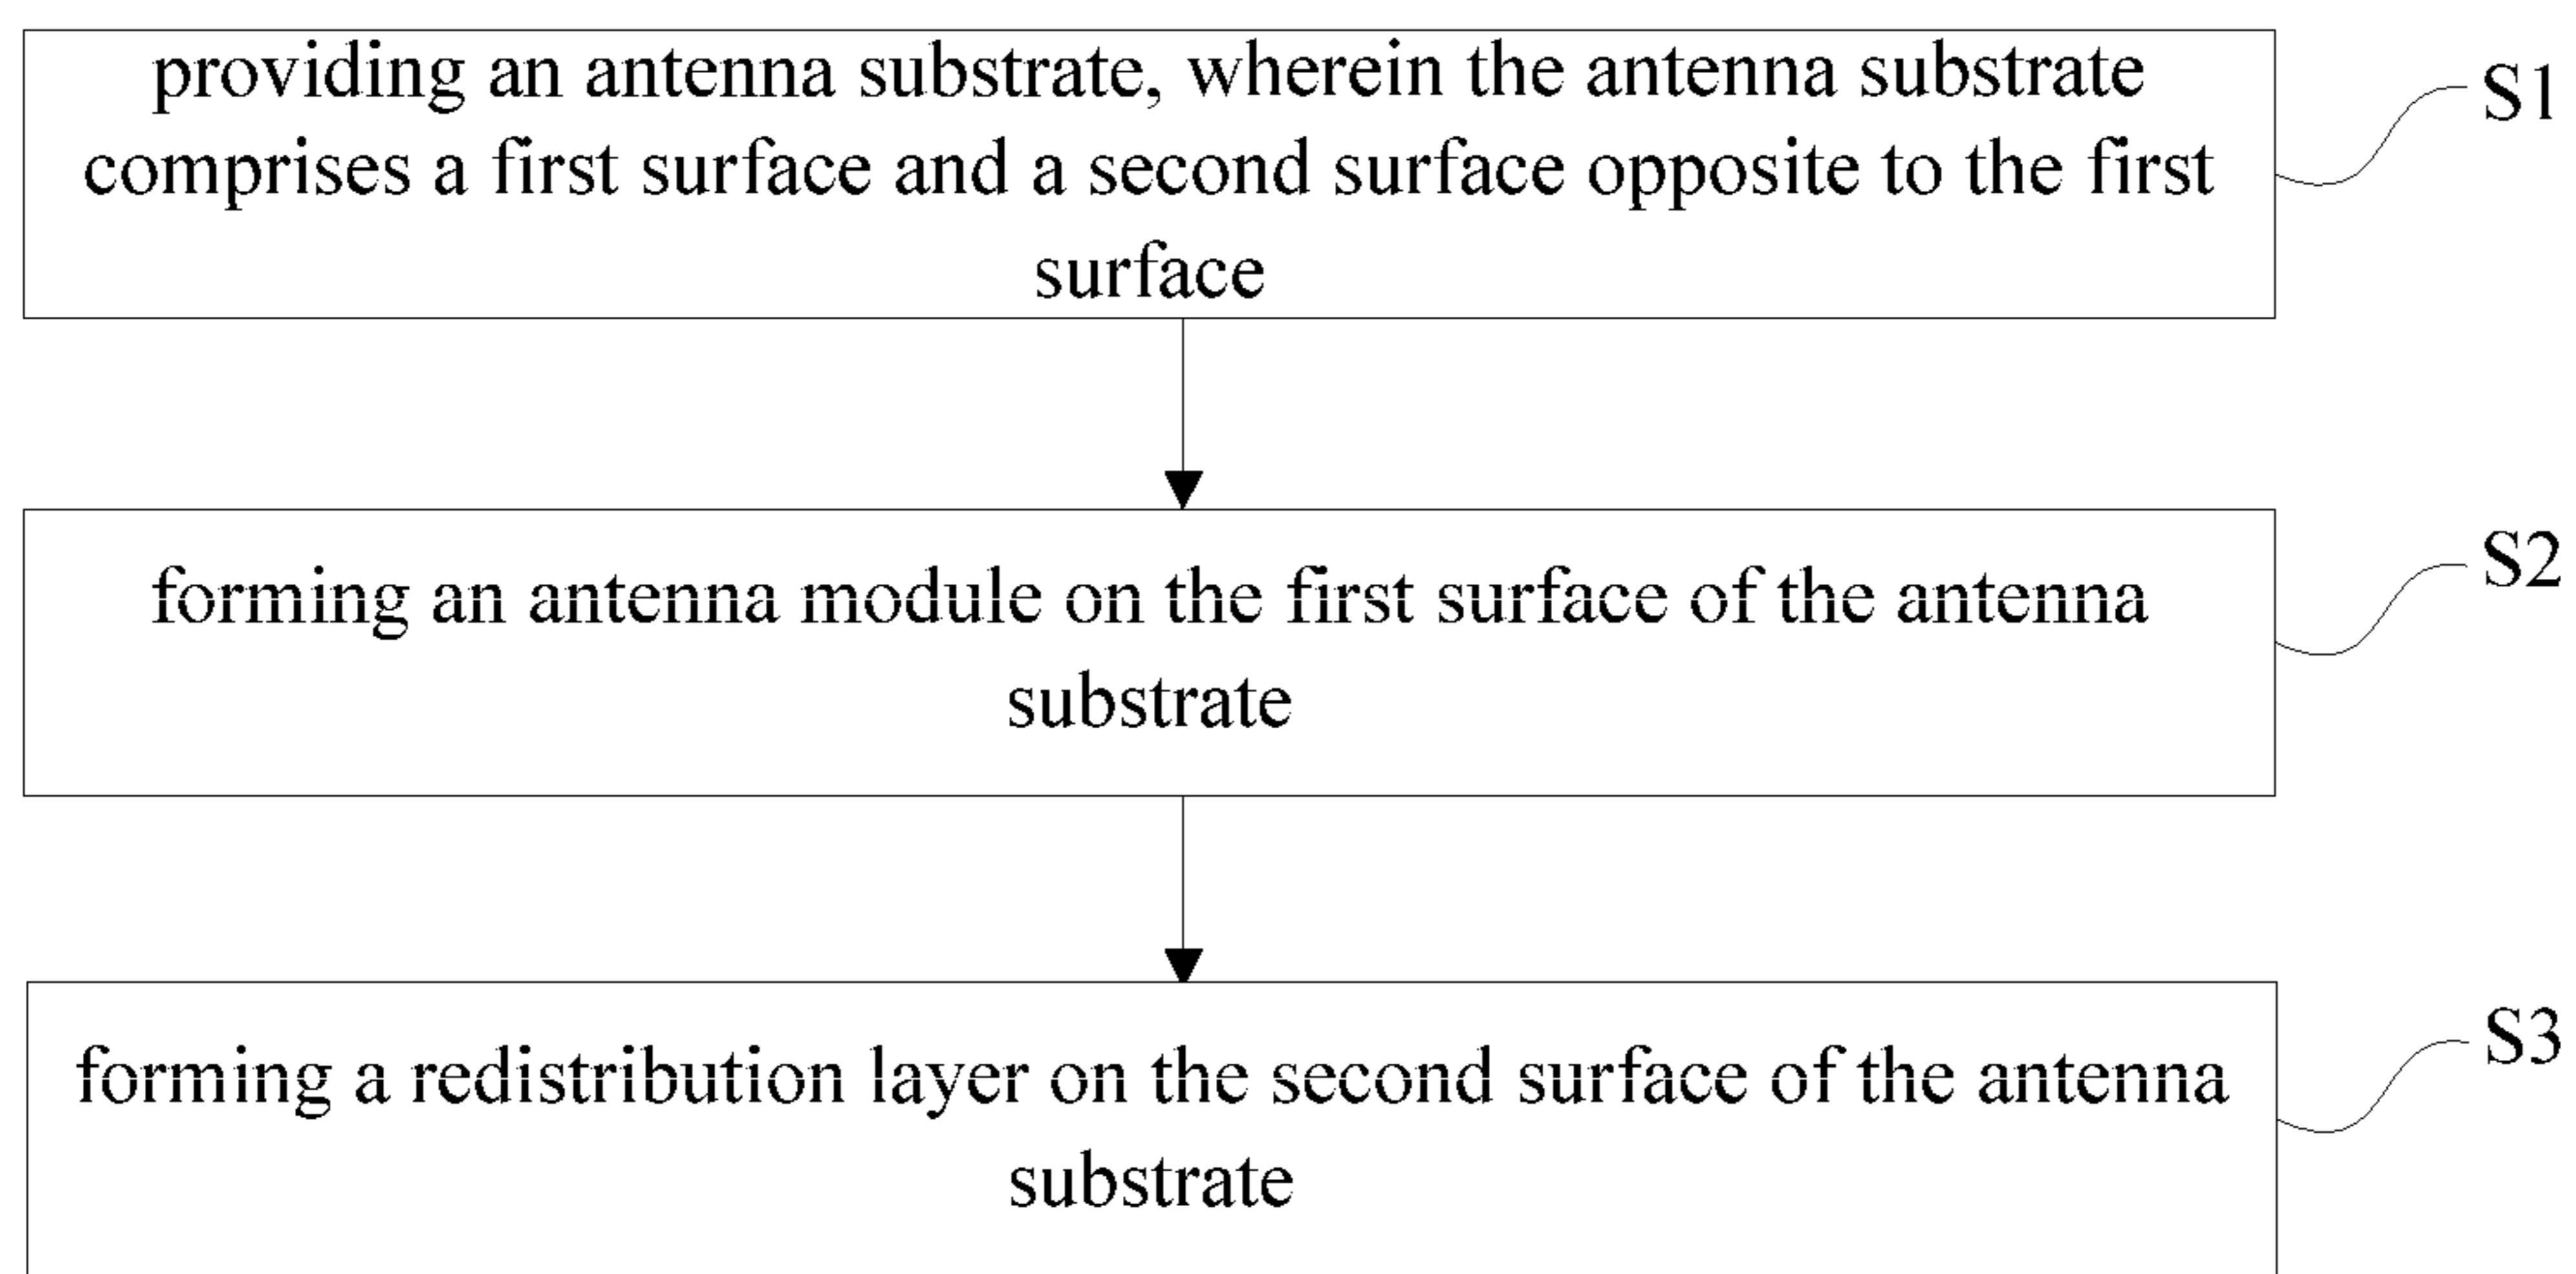 providing an antenna substrate, wherein the antenna substrate
comprises a first surface and a second surface opposite to the first
surface
S1
forming an antenna module on the first surface of the antenna
substrate
S2
forming a redistribution layer on the second surface of the antenna
substrate
S3